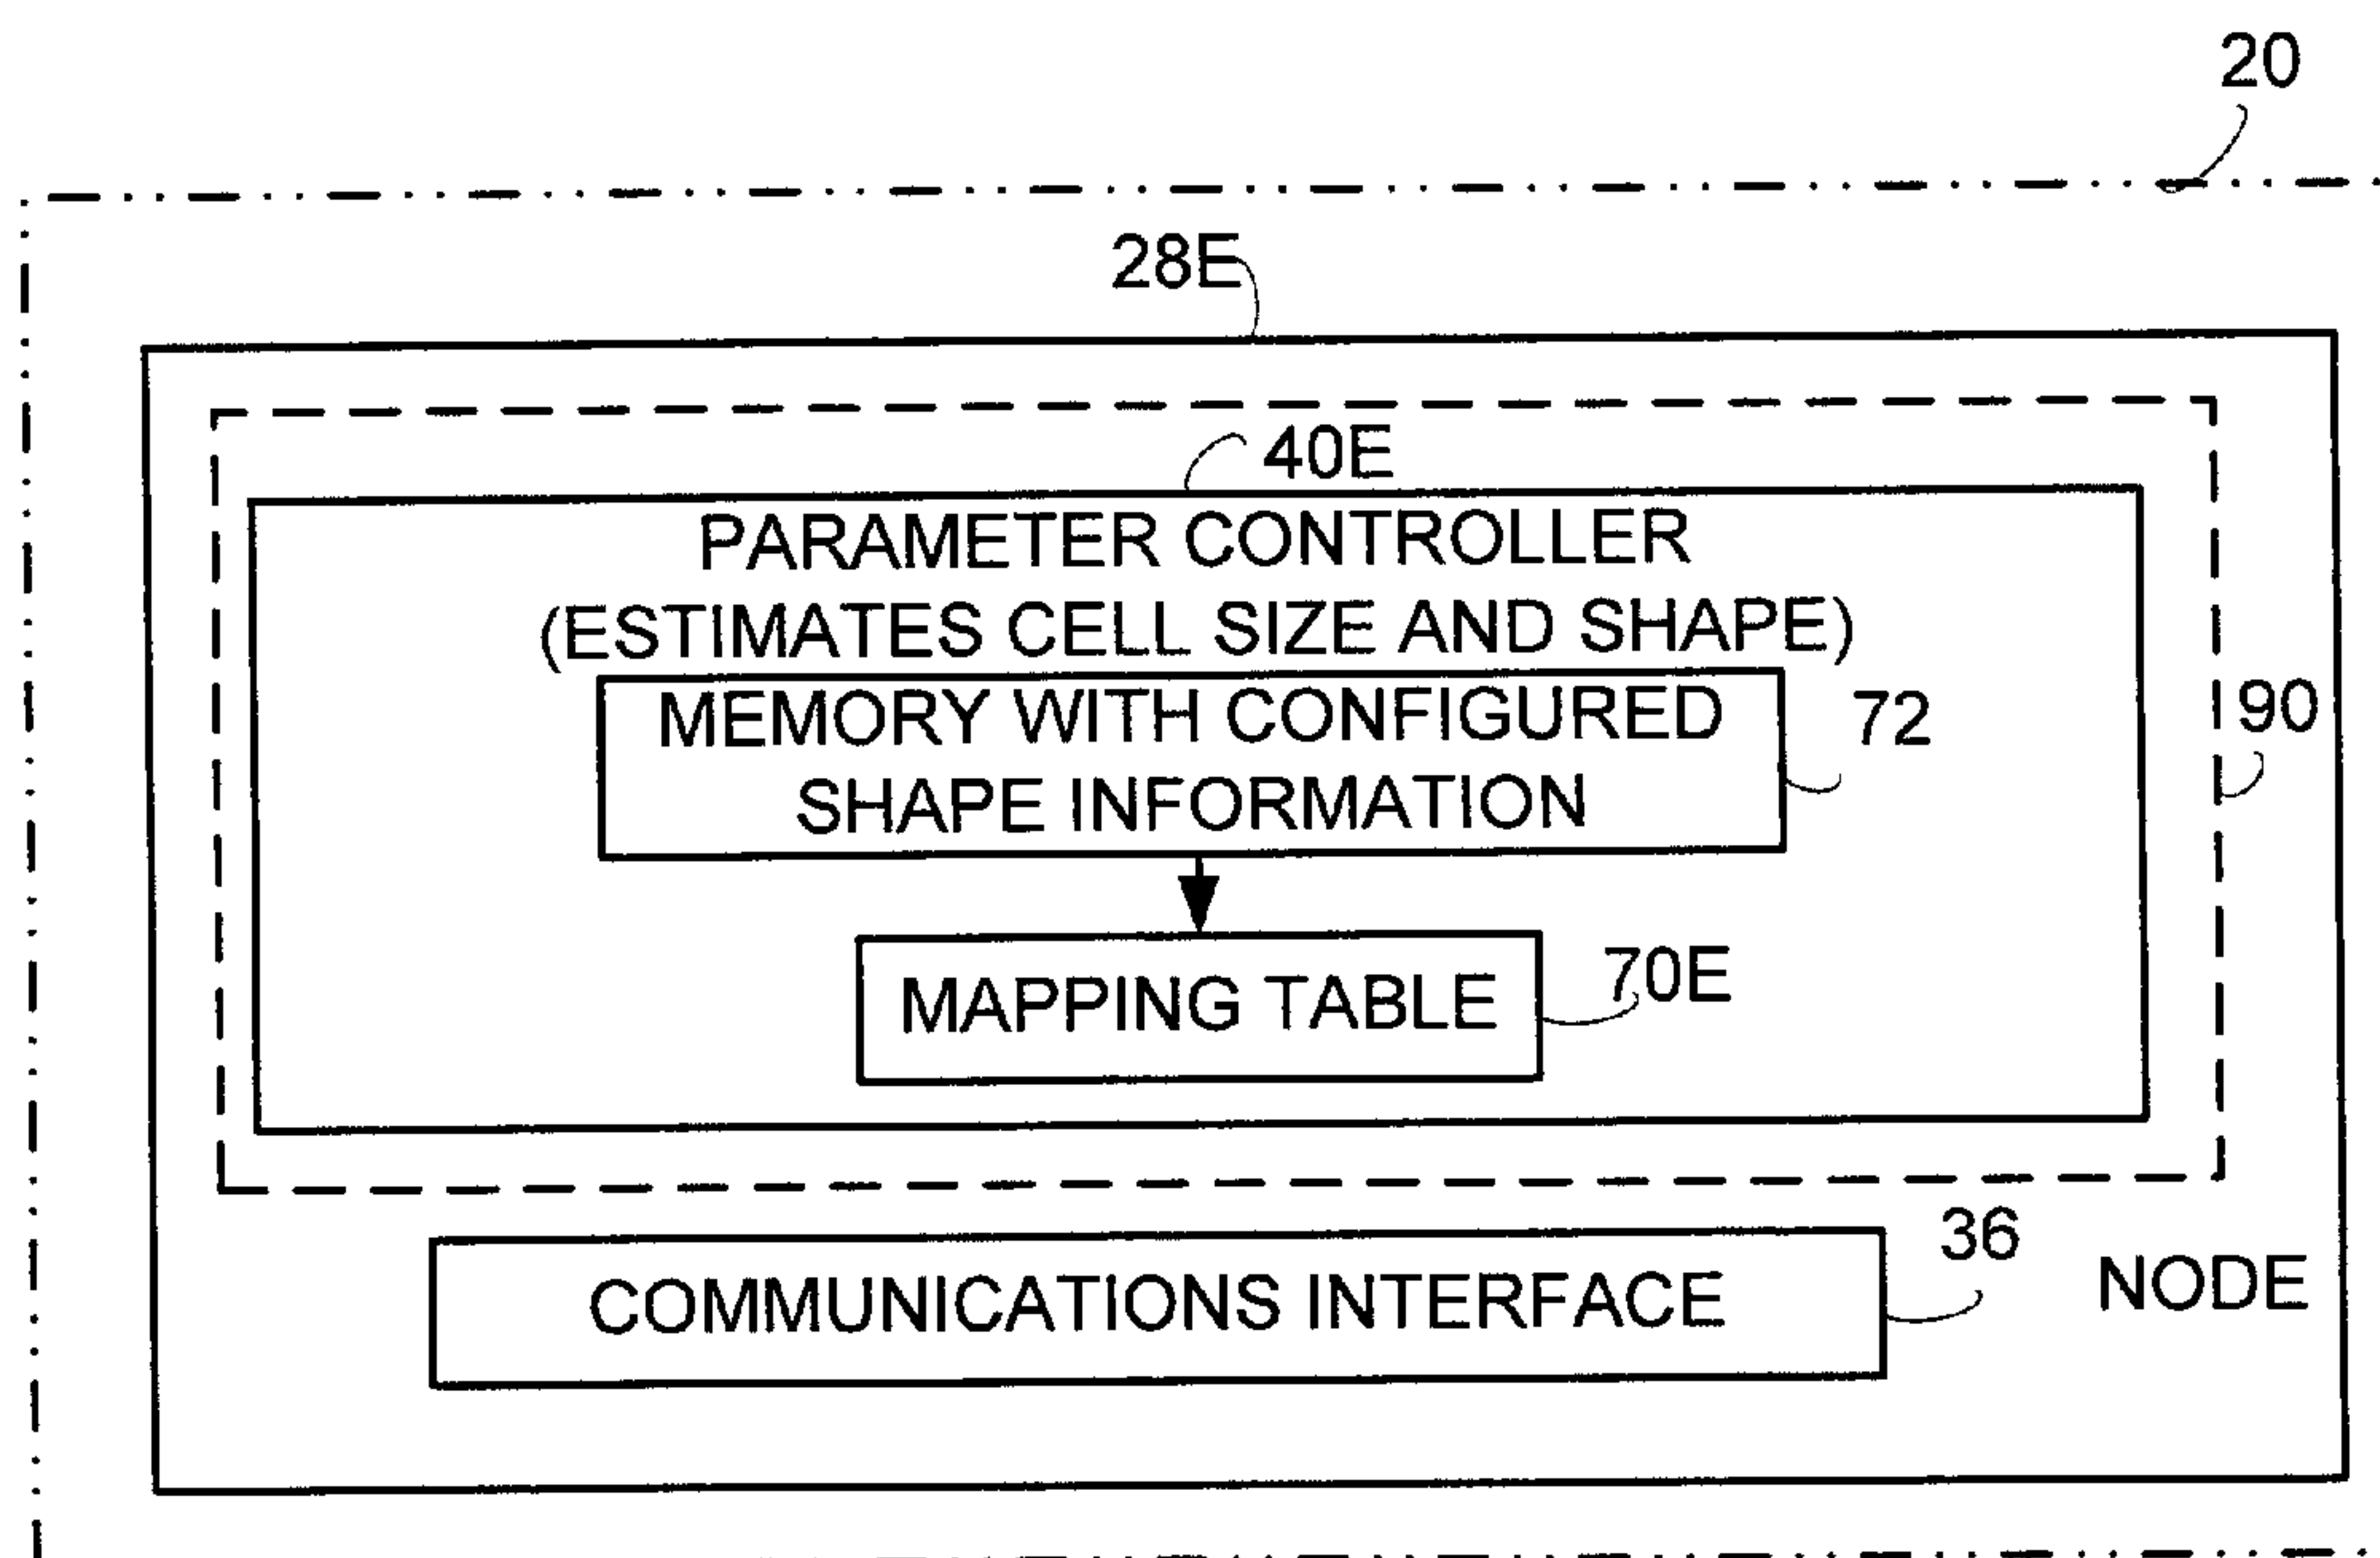 20
28E
40E
PARAMETER CONTROLLER
(ESTIMATES CELL SIZE AND SHAPE)
MEMORY WITH CONFIGURED
SHAPE INFORMATION
72
90
MAPPING TABLE
70E
COMMUNICATIONS INTERFACE
36
NODE